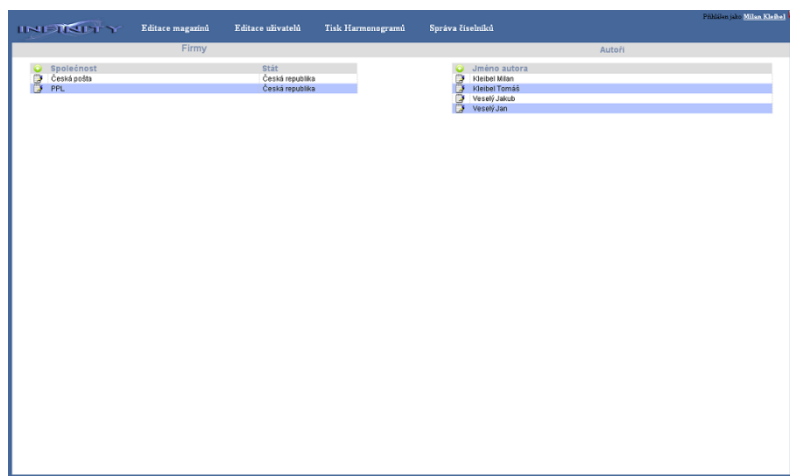 INFINITY
Editace magazínů
Editace uživatelů
Tisk Harmonogramů
Správa číselníků
Přihlášen jako Milan Kleibel
Firmy
Společnost Stát
Česká pošta Česká republika
PPL Česká republika
Autoři
Jméno autora
Kleibel Milan
Kleibel Tomáš
Veselý Jakub
Veselý Jan